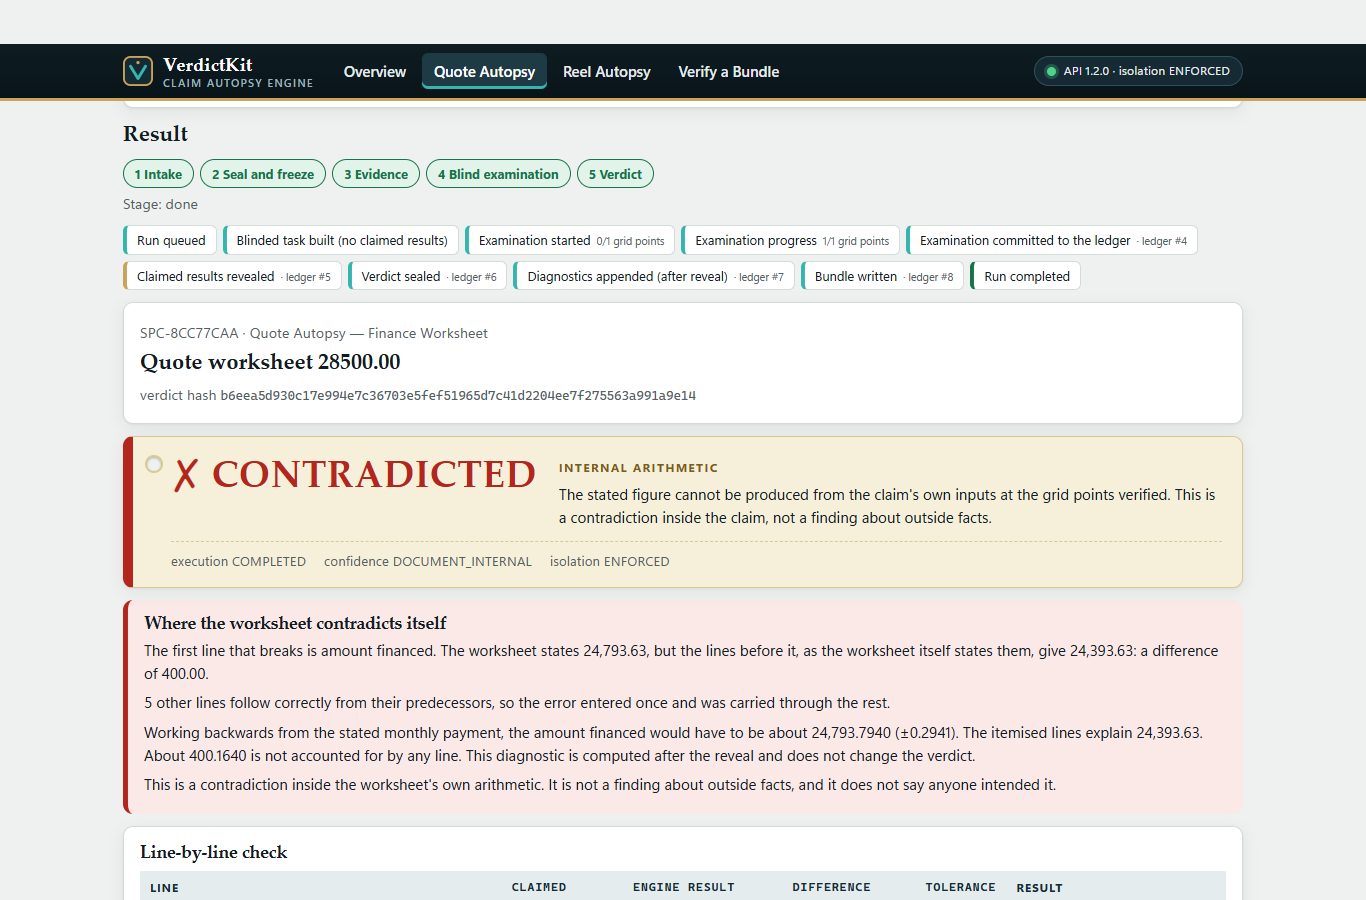 VerdictKit
CLAIM AUTOPSY ENGINE
Overview
Quote Autopsy
Reel Autopsy
Verify a Bundle
API 1.2.0 · isolation ENFORCED
Result
1 Intake
2 Seal and freeze
3 Evidence
4 Blind examination
5 Verdict
Stage: done
Run queued
Blinded task built (no claimed results)
Examination started 0/1 grid points
Examination progress 1/1 grid points
Examination committed to the ledger · ledger #4
Claimed results revealed · ledger #5
Verdict sealed · ledger #6
Diagnostics appended (after reveal) · ledger #7
Bundle written · ledger #8
Run completed
SPC-8CC77CAA · Quote Autopsy — Finance Worksheet
Quote worksheet 28500.00
verdict hash b6eea5d930c17e994e7c36703e5fef51965d7c41d2204ee7f275563a991a9e14
✗ CONTRADICTED
INTERNAL ARITHMETIC
The stated figure cannot be produced from the claim's own inputs at the grid points verified. This is
a contradiction inside the claim, not a finding about outside facts.
execution COMPLETED confidence DOCUMENT_INTERNAL isolation ENFORCED
Where the worksheet contradicts itself
The first line that breaks is amount financed. The worksheet states 24,793.63, but the lines before it, as the worksheet itself states them, give 24,393.63: a difference
of 400.00.
5 other lines follow correctly from their predecessors, so the error entered once and was carried through the rest.
Working backwards from the stated monthly payment, the amount financed would have to be about 24,793.7940 (±0.2941). The itemised lines explain 24,393.63.
About 400.1640 is not accounted for by any line. This diagnostic is computed after the reveal and does not change the verdict.
This is a contradiction inside the worksheet's own arithmetic. It is not a finding about outside facts, and it does not say anyone intended it.
Line-by-line check
LINE CLAIMED ENGINE RESULT DIFFERENCE TOLERANCE RESULT